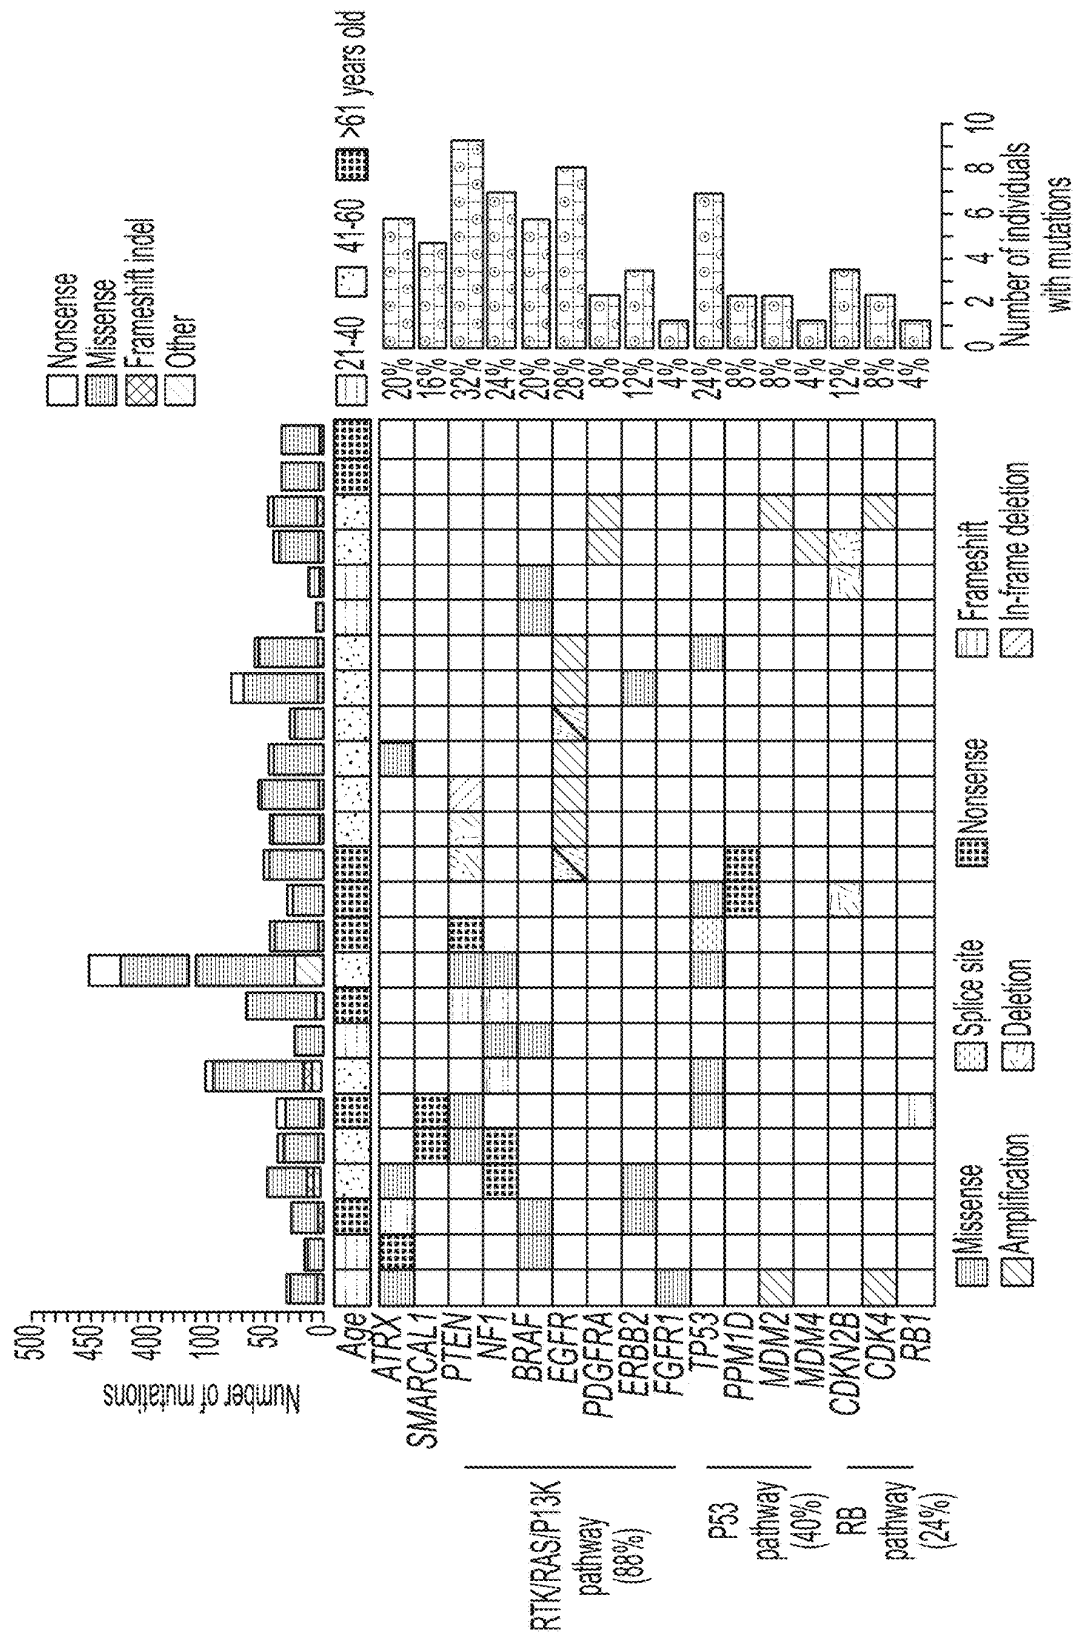 500
450
100
50
0
Number of mutations
Nonsense
Missense
Frameshift indel
Other
Age
21-40
41-60
>61 years old
ATRX
20%
SMARCAL1
16%
PTEN
32%
NF1
24%
BRAF
20%
EGFR
28%
PDGFRA
8%
ERBB2
12%
FGFR1
4%
TP53
24%
PPM1D
8%
MDM2
8%
MDM4
4%
CDKN2B
12%
CDK4
8%
RB1
4%
RTK/RAS/P13K
pathway
(88%)
P53
pathway
(40%)
RB
pathway
(24%)
0 2 4 6 8 10
Number of individuals
with mutations
Missense
Splice site
Nonsense
Frameshift
Amplification
Deletion
In-frame deletion